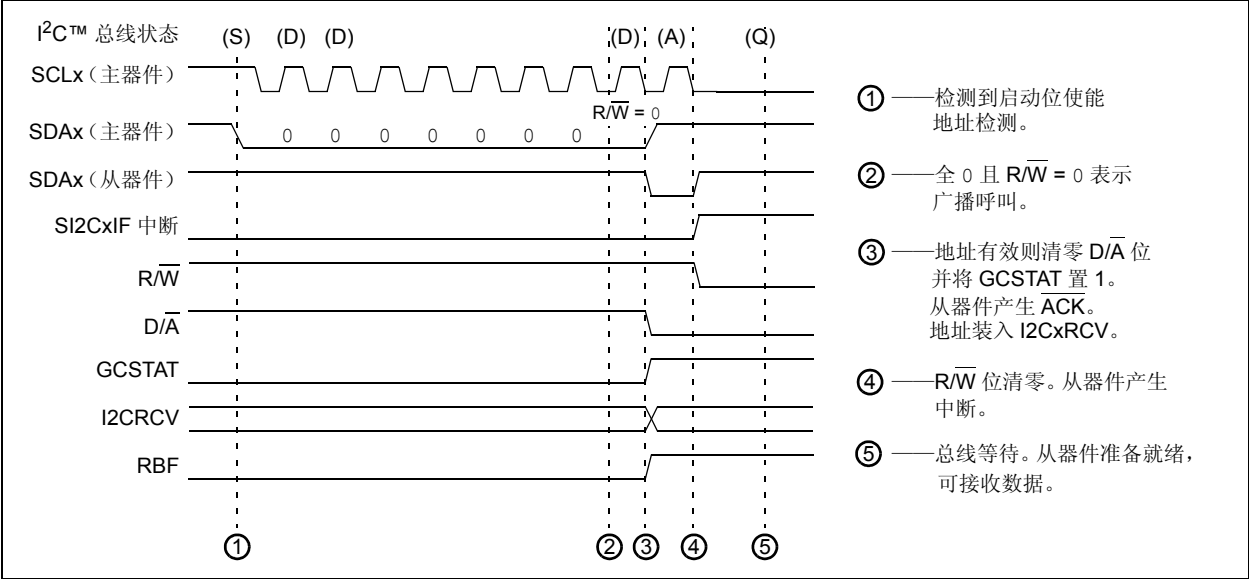 I²C™ 总线状态 (S) (D) (D) (D) (A) (Q)
SCLx（主器件）
R/W̅ = 0
SDAx（主器件） 0 0 0 0 0 0 0
SDAx（从器件）
SI2CxIF 中断
R/W̅
D/A̅
GCSTAT
I2CRCV
RBF
① ② ③ ④ ⑤
① ——检测到启动位使能
地址检测。
② ——全 0 且 R/W̅ = 0 表示
广播呼叫。
③ ——地址有效则清零 D/A̅ 位
并将 GCSTAT 置 1。
从器件产生 A̅C̅K̅。
地址装入 I2CxRCV。
④ ——R/W̅ 位清零。从器件产生
中断。
⑤ ——总线等待。从器件准备就绪，
可接收数据。